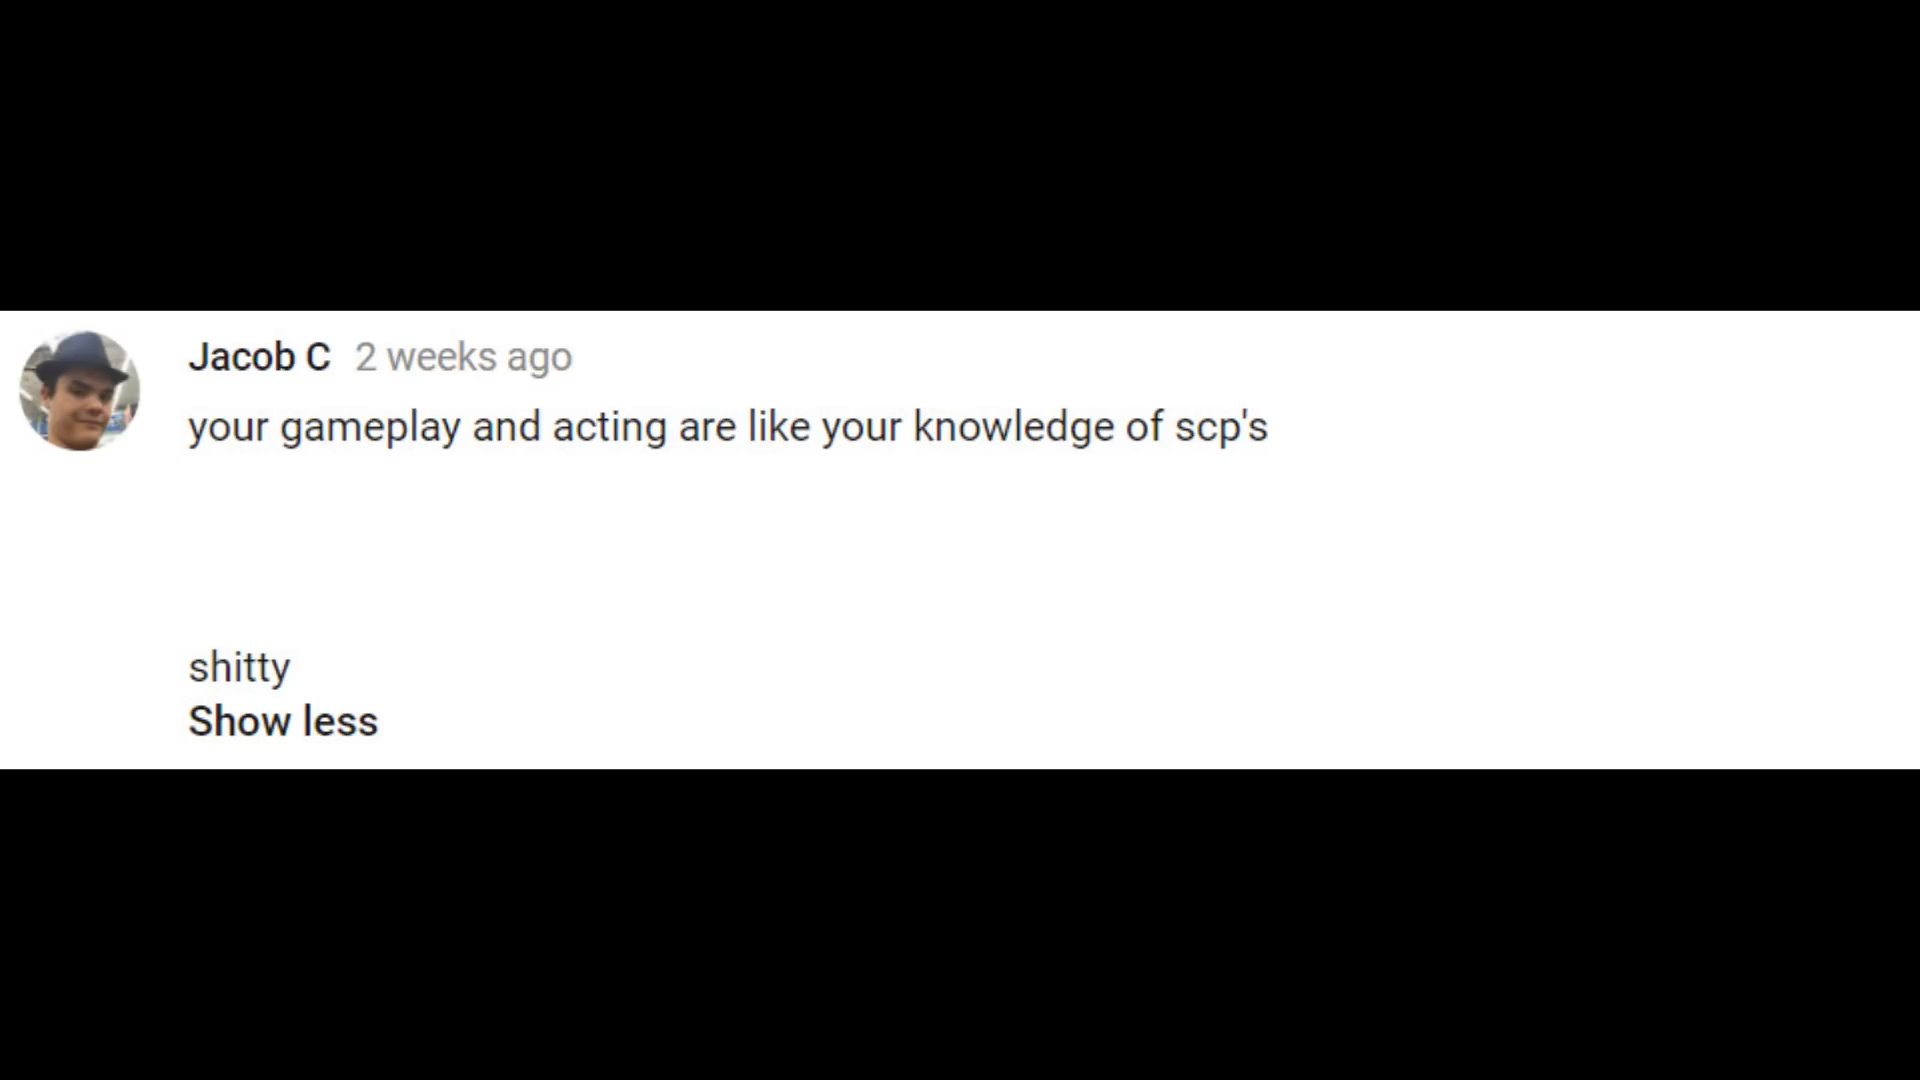 Jacob C 2 weeks ago
your gameplay and acting are like your knowledge of scp's
shitty
Show less